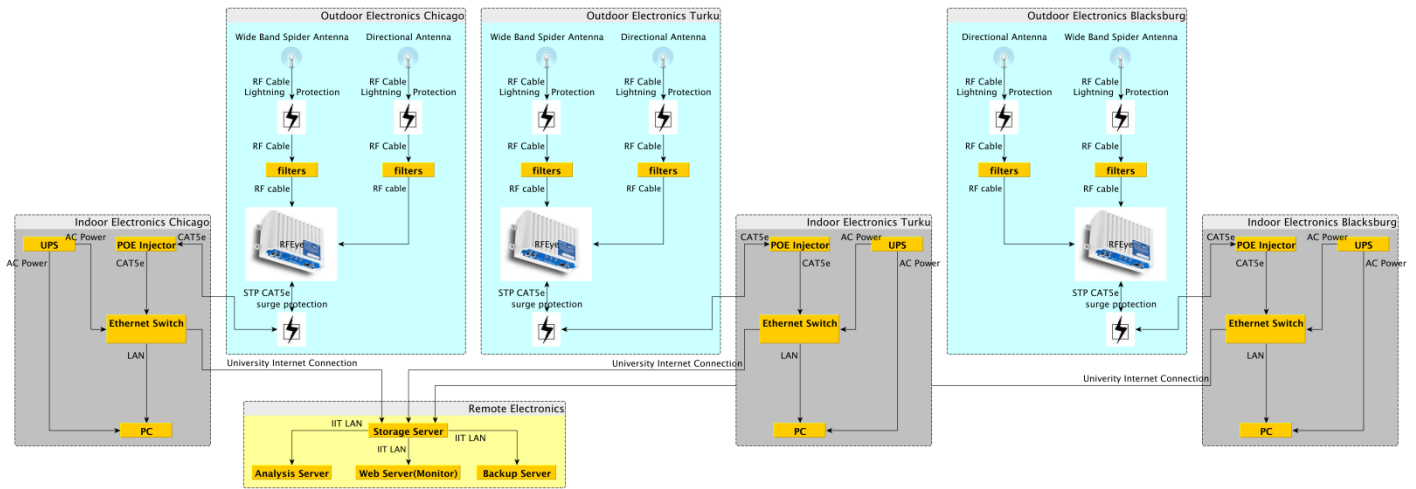 Outdoor Electronics Chicago
Wide Band Spider Antenna
Directional Antenna
RF Cable
Lightning
Protection
RF Cable
Lightning
Protection
RF Cable
RF Cable
filters
filters
RF cable
RF cable
RFEye
STP CAT5e
surge protection
Outdoor Electronics Turku
Wide Band Spider Antenna
Directional Antenna
RF Cable
Lightning
Protection
RF Cable
Lightning
Protection
RF Cable
RF Cable
filters
filters
RF cable
RF Cable
RFEye
STP CAT5e
surge protection
Outdoor Electronics Blacksburg
Directional Antenna
Wide Band Spider Antenna
RF Cable
Lightning
Protection
RF Cable
Lightning
Protection
RF Cable
RF Cable
filters
filters
RF cable
RF cable
RFEye
STP CAT5e
surge protection
Indoor Electronics Chicago
UPS
AC Power
POE Injector
CAT5e
AC Power
CAT5e
Ethernet Switch
LAN
PC
Indoor Electronics Turku
CAT5e
POE Injector
AC Power
UPS
CAT5e
AC Power
Ethernet Switch
LAN
PC
Indoor Electronics Blacksburg
CAT5e
POE Injector
AC Power
UPS
CAT5e
AC Power
Ethernet Switch
LAN
PC
University Internet Connection
University Internet Connection
Univerity Internet Connection
Remote Electronics
IIT LAN
Storage Server
IIT LAN
IIT LAN
Analysis Server
Web Server(Monitor)
Backup Server